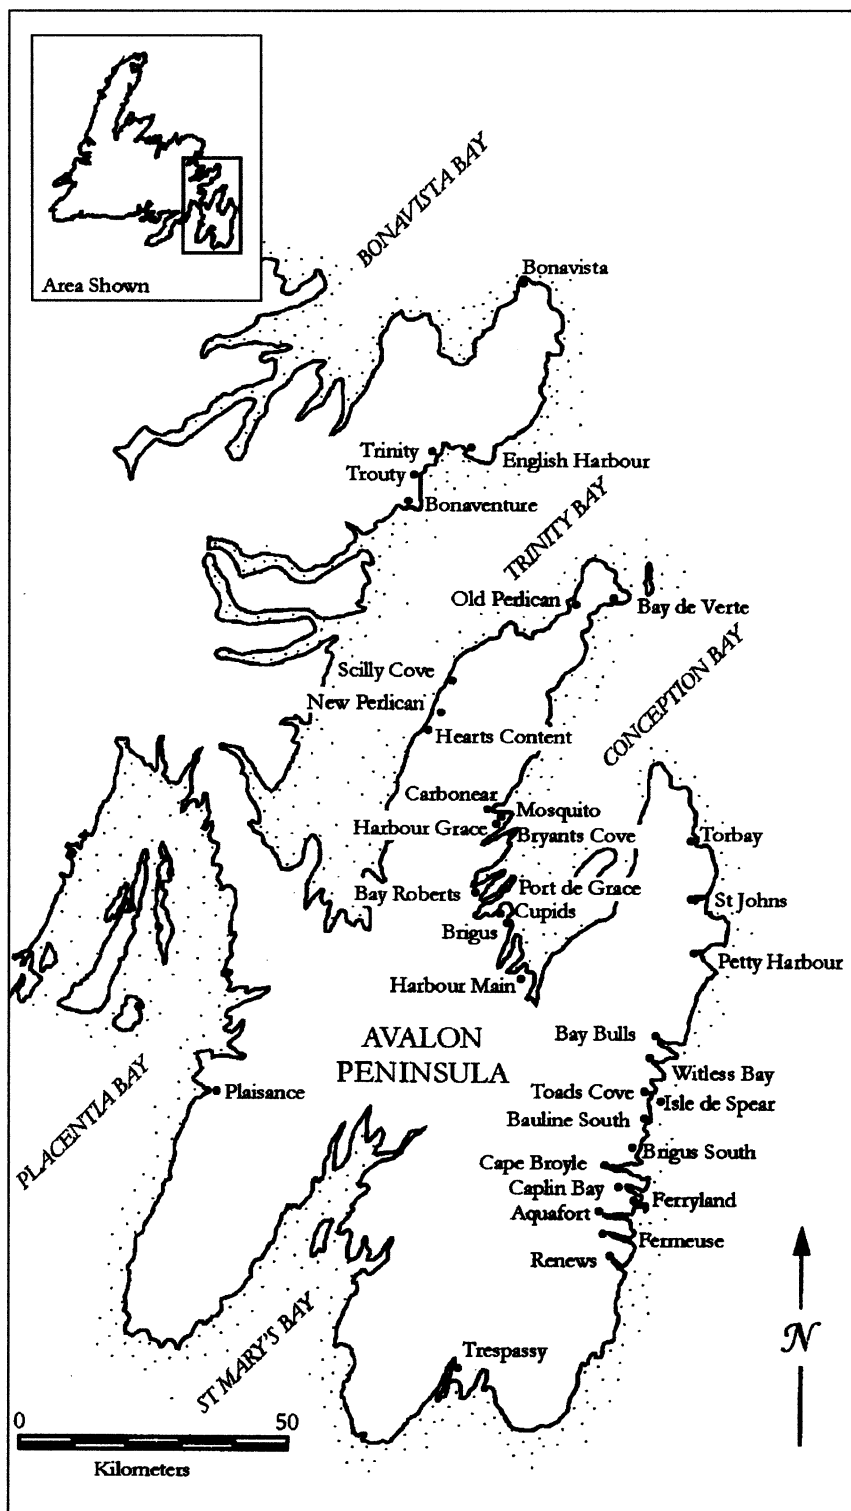 Area Shown
BONAVISTA BAY
Bonavista
Trinity
English Harbour
Trouty
Bonaventure
TRINITY BAY
Old Perlican
Bay de Verte
CONCEPTION BAY
Scilly Cove
New Perlican
Hearts Content
Carbonear
Mosquito
Harbour Grace
Bryants Cove
Torbay
Bay Roberts
Port de Grace
St Johns
Cupids
Brigus
Petty Harbour
Harbour Main
AVALON
PENINSULA
Bay Bulls
Witless Bay
PLACENTIA BAY
Plaisance
Toads Cove
Isle de Spear
Bauline South
Brigus South
Cape Broyle
Caplin Bay
Ferryland
Aquafort
Fermeuse
Renews
ST MARY'S BAY
Trespassy
N
0 50
Kilometers